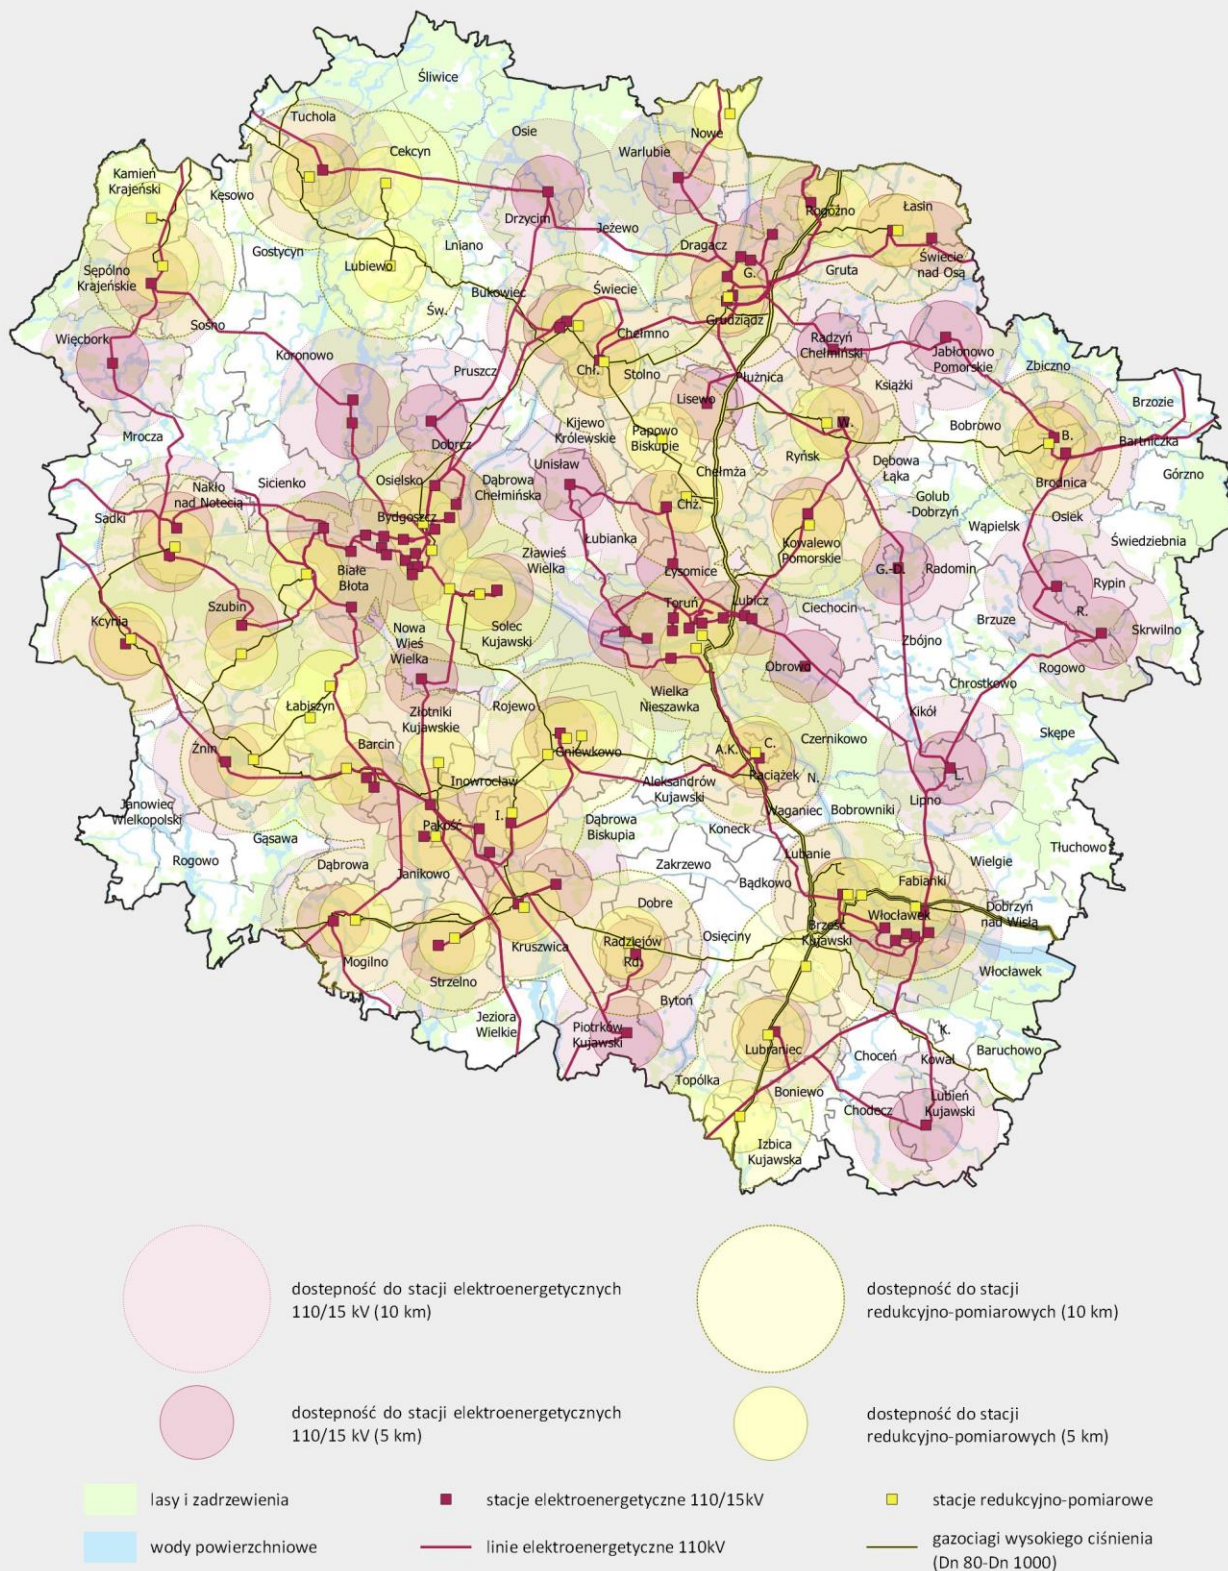 Śliwice
Tuchola
Osie
Nowe
Cekcyn
Warlubie
Kamień
Krajeński
Kęsowo
Rogóźno
Łasin
Drzycim
Jeżewo
Dragacz
Lniano
Gostycyn
Świecie
nad Osą
Lubiewo
Sępólno
Krajeńskie
G.
Gruta
Bukowiec
Świecie
Św.
Sośno
Chełmno
Grudziądz
Więcbork
Radzyń
Chełmiński
Jabłonowo
Pomorskie
Koronowo
Zbiczno
Pruszcz
Chł.
Stolno
Płużnica
Książki
Lisewo
Brzozie
Kijewo
Królewskie
Papowo
Biskupie
W.
Bobrowo
B.
Bartniczka
Mrocza
Dobrcz
Ryńsk
Unisław
Dębowa
Łąka
Chełmża
Górzno
Nakło
nad Notecią
Sicienko
Osielsko
Dąbrowa
Chełmińska
Brodnica
Golub
-Dobrzyń
Chż.
Sadki
Bydgoszcz
Wąpielsk
Osiek
Łubianka
Kowalewo
Pomorskie
Świedziebnia
Zławieś
Wielka
Białe
Błota
Łysomice
G.-D.
Radomin
Rypin
Szubin
Toruń
Lubicz
Ciechocin
R.
Kcynia
Solec
Kujawski
Brzuze
Skrwilno
Nowa
Wieś
Wielka
Zbójno
Obrowo
Rogowo
Chrostkowo
Wielka
Nieszawka
Łabiszyn
Złotniki
Kujawskie
Rojewo
Kikół
Skępe
Żnin
Barcin
Gniewkowo
A.K.
C.
Czernikowo
Raciążek
N.
L.
Inowrocław
Aleksandrów
Kujawski
Lipno
Janowiec
Wielkopolski
Waganiec
Bobrowniki
I.
Pakość
Dąbrowa
Biskupia
Koneck
Gąsawa
Tłuchowo
Rogowo
Dąbrowa
Janikowo
Zakrzewo
Lubanie
Wielgie
Bądkowo
Fabianki
Dobre
Dobrzyń
nad Wisłą
Włocławek
Brześć
Kujawski
Osięciny
Kruszwica
Radziejów
Rd.
Mogilno
Włocławek
Strzelno
Bytoń
Jeziora
Wielkie
Piotrków
Kujawski
K.
Lubraniec
Choceń
Kowal
Baruchowo
Topólka
Boniewo
Chodecz
Lubień
Kujawski
Izbica
Kujawska
dostępność do stacji elektroenergetycznych
110/15 kV (10 km)
dostępność do stacji
redukcyjno-pomiarowych (10 km)
dostępność do stacji elektroenergetycznych
110/15 kV (5 km)
dostępność do stacji
redukcyjno-pomiarowych (5 km)
lasy i zadrzewienia
stacje elektroenergetyczne 110/15kV
stacje redukcyjno-pomiarowe
wody powierzchniowe
linie elektroenergetyczne 110kV
gazociagi wysokiego ciśnienia
(Dn 80-Dn 1000)